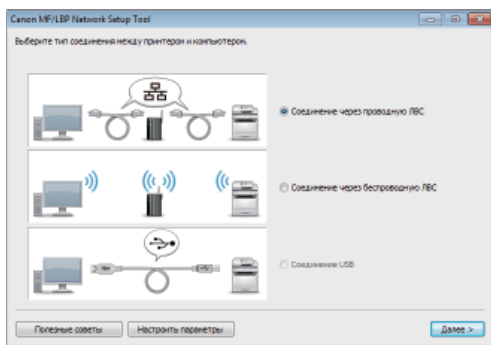 Canon MF/LBP Network Setup Tool
Выберите тип соединения между принтером и компьютером.
Соединение через проводную ЛВС
Соединение через беспроводную ЛВС
Соединение USB
Полезные советы
Настроить параметры
Далее >